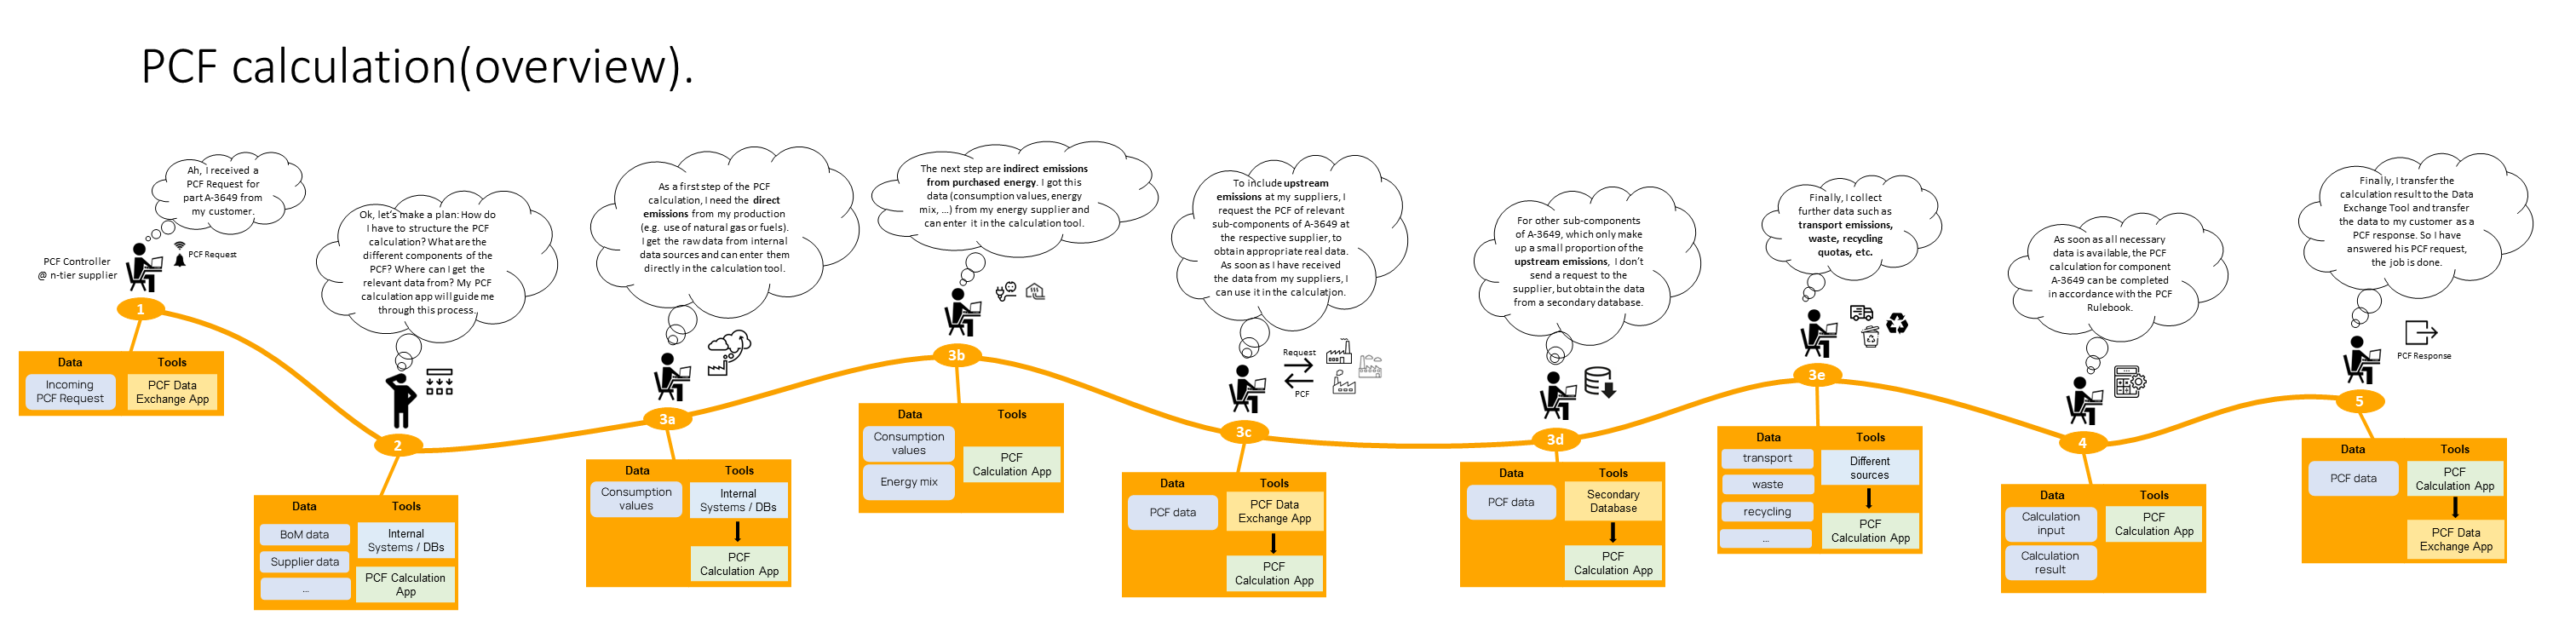 PCF calculation(overview).
Ah, I received a
PCF Request for
part A-3649 from
my customer.
PCF Controller
@ n-tier supplier
PCF Request
1
Data
Tools
Incoming
PCF Request
PCF Data
Exchange App
Ok, let's make a plan: How do
I have to structure the PCF
calculation? What are the
different components of the
PCF? Where can I get the
relevant data from? My PCF
calculation app will guide me
through this process.
2
Data
Tools
BoM data
Supplier data
...
Internal
Systems / DBs
PCF Calculation
App
As a first step of the PCF
calculation, I need the direct
emissions from my production
(e.g. use of natural gas or fuels).
I get the raw data from internal
data sources and can enter them
directly in the calculation tool.
3a
Data
Tools
Consumption
values
Internal
Systems / DBs
PCF
Calculation App
The next step are indirect emissions
from purchased energy. I got this
data (consumption values, energy
mix, ...) from my energy supplier and
can enter it in the calculation tool.
3b
Data
Tools
Consumption
values
Energy mix
PCF
Calculation App
To include upstream
emissions at my suppliers, I
request the PCF of relevant
sub-components of A-3649 at
the respective supplier, to
obtain appropriate real data.
As soon as I have received
the data from my suppliers, I
can use it in the calculation.
Request
PCF
3c
Data
Tools
PCF data
PCF Data
Exchange App
PCF
Calculation App
For other sub-components
of A-3649, which only make
up a small proportion of the
upstream emissions, I don't
send a request to the
supplier, but obtain the data
from a secondary database.
3d
Data
Tools
PCF data
Secondary
Database
PCF
Calculation App
Finally, I collect
further data such as
transport emissions,
waste, recycling
quotas, etc.
3e
Data
Tools
transport
waste
recycling
...
Different
sources
PCF
Calculation App
As soon as all necessary
data is available, the PCF
calculation for component
A-3649 can be completed
in accordance with the PCF
Rulebook.
4
Data
Tools
Calculation
input
Calculation
result
PCF
Calculation App
Finally, I transfer the
calculation result to the Data
Exchange Tool and transfer
the data to my customer as a
PCF response. So I have
answered his PCF request,
the job is done.
PCF Response
5
Data
Tools
PCF data
PCF
Calculation App
PCF Data
Exchange App